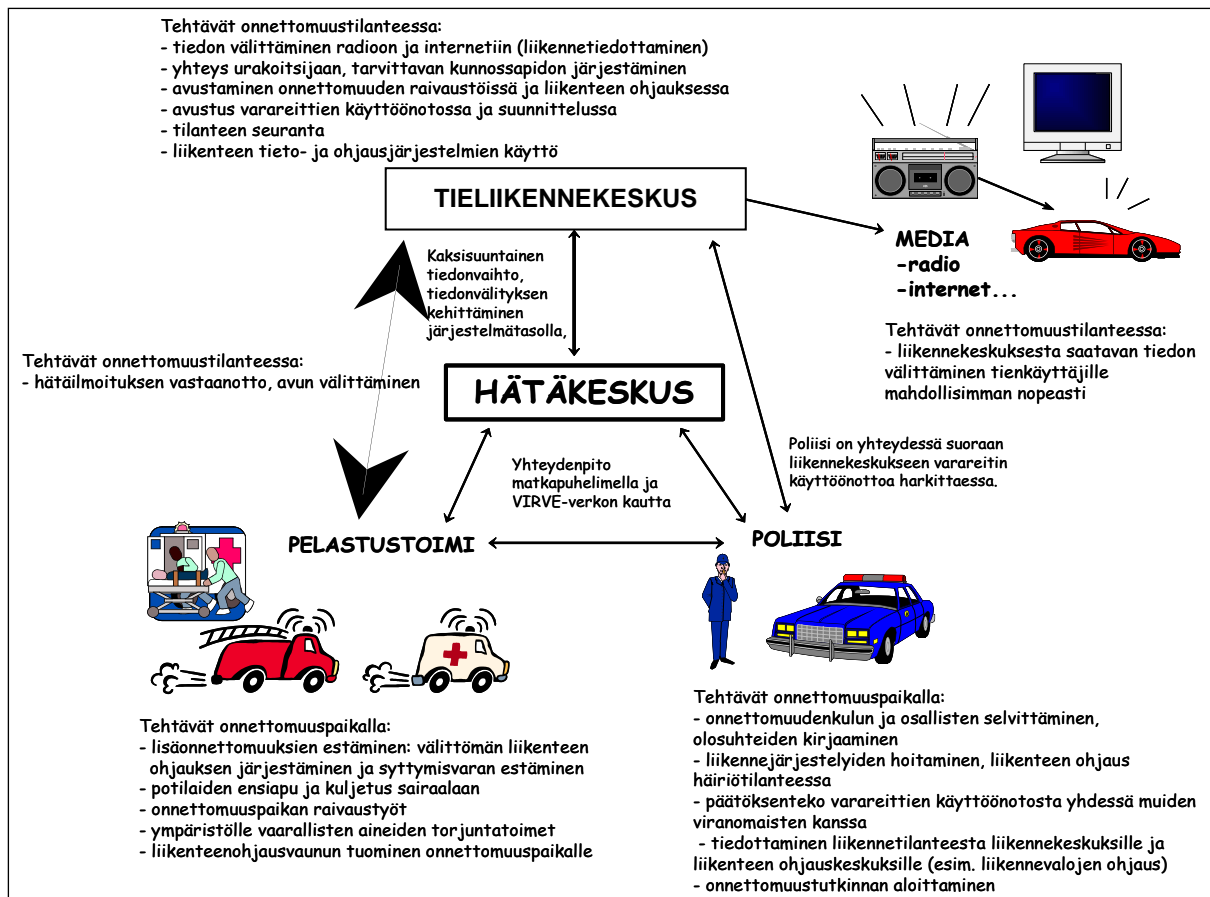 Tehtävät onnettomuustilanteessa:
- tiedon välittäminen radioon ja internetiin (liikennetiedottaminen)
- yhteys urakoitsijaan, tarvittavan kunnossapidon järjestäminen
- avustaminen onnettomuuden raivaustöissä ja liikenteen ohjauksessa
- avustus varareittien käyttöönotossa ja suunnittelussa
- tilanteen seuranta
- liikenteen tieto- ja ohjausjärjestelmien käyttö
TIELIIKENNEKESKUS
MEDIA
-radio
-internet...
Kaksisuuntainen
tiedonvaihto,
tiedonvälityksen
kehittäminen
järjestelmätasolla,
Tehtävät onnettomuustilanteessa:
- liikennekeskuksesta saatavan tiedon
välittäminen tienkäyttäjille
mahdollisimman nopeasti
Tehtävät onnettomuustilanteessa:
- hätäilmoituksen vastaanotto, avun välittäminen
HÄTÄKESKUS
Yhteydenpito
matkapuhelimella ja
VIRVE-verkon kautta
Poliisi on yhteydessä suoraan
liikennekeskukseen varareitin
käyttöönottoa harkittaessa.
PELASTUSTOIMI
POLIISI
Tehtävät onnettomuuspaikalla:
- lisäonnettomuuksien estäminen: välittömän liikenteen
ohjauksen järjestäminen ja syttymisvaran estäminen
- potilaiden ensiapu ja kuljetus sairaalaan
- onnettomuuspaikan raivaustyöt
- ympäristölle vaarallisten aineiden torjuntatoimet
- liikenteenohjausvaunun tuominen onnettomuuspaikalle
Tehtävät onnettomuuspaikalla:
- onnettomuudenkulun ja osallisten selvittäminen,
olosuhteiden kirjaaminen
- liikennejärjestelyiden hoitaminen, liikenteen ohjaus
häiriötilanteessa
- päätöksenteko varareittien käyttöönotosta yhdessä muiden
viranomaisten kanssa
- tiedottaminen liikennetilanteesta liikennekeskuksille ja
liikenteen ohjauskeskuksille (esim. liikennevalojen ohjaus)
- onnettomuustutkinnan aloittaminen